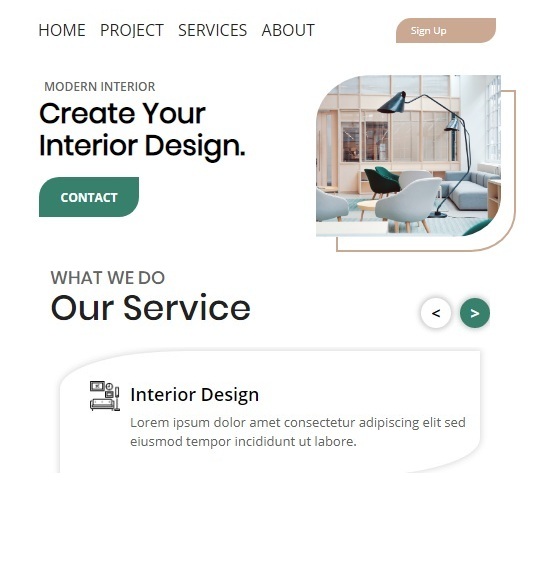 HOME PROJECT SERVICES ABOUT Sign Up
MODERN INTERIOR
Create Your
Interior Design.
CONTACT
WHAT WE DO
Our Service
< >
Interior Design
Lorem ipsum dolor amet consectetur adipiscing elit sed
eiusmod tempor incididunt ut labore.